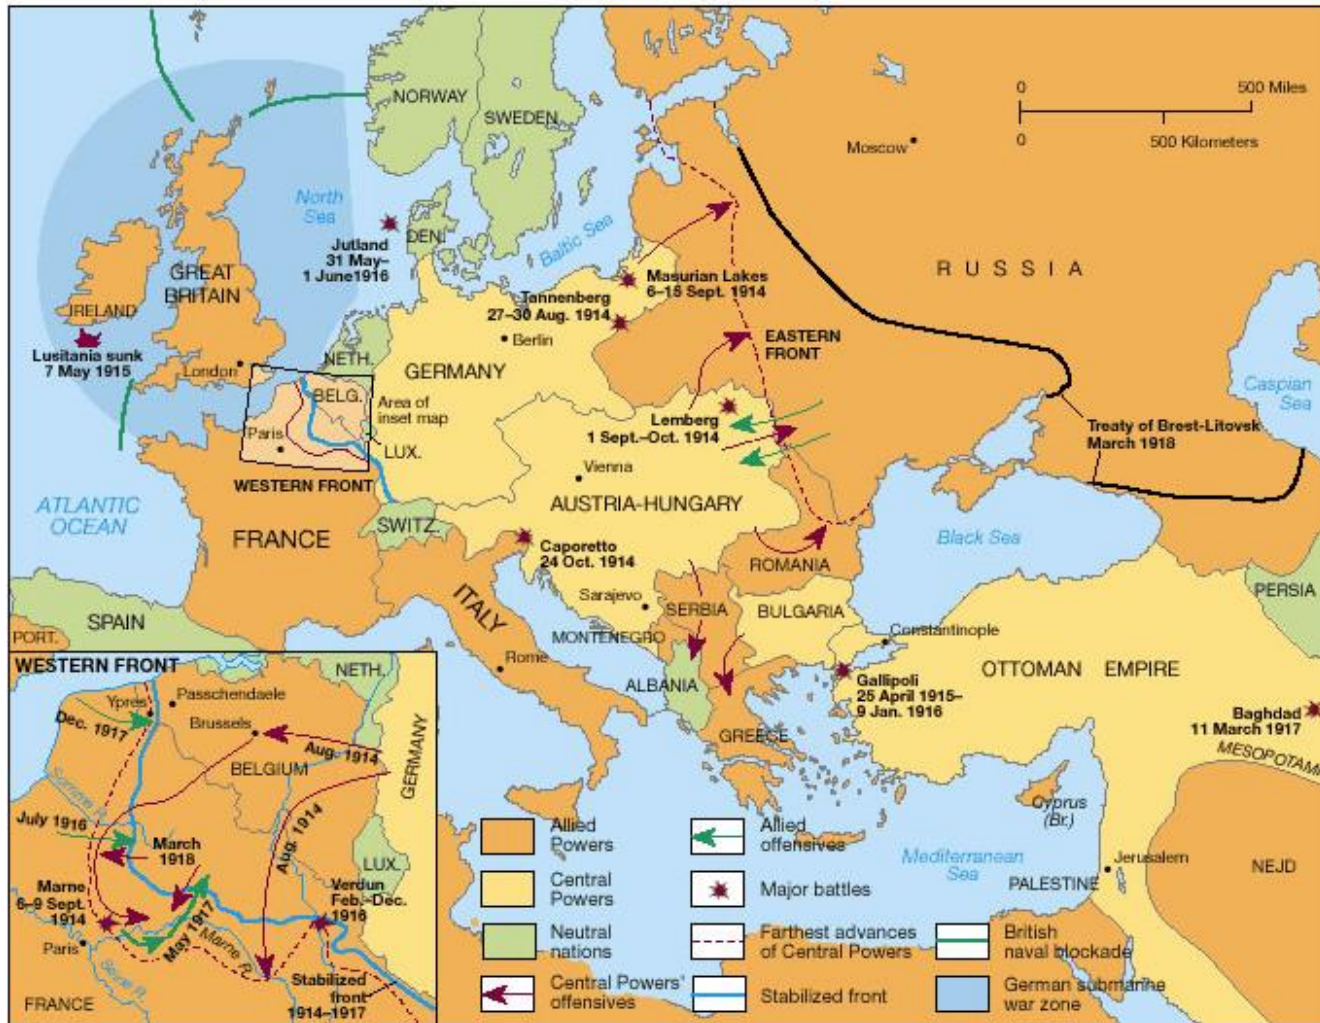 NORWAY
SWEDEN
0
500 Miles
0
500 Kilometers
Moscow
North
Sea
DEN.
Baltic Sea
Jutland
31 May–
1 June1916
GREAT
BRITAIN
IRELAND
Lusitania sunk
7 May 1915
London
NETH.
BELG.
Area of
inset map
Paris
LUX.
WESTERN FRONT
GERMANY
Berlin
Tannenberg
27–30 Aug. 1914
Masurian Lakes
6–15 Sept. 1914
RUSSIA
EASTERN
FRONT
Lemberg
1 Sept.–Oct. 1914
Caspian
Sea
Treaty of Brest-Litovsk
March 1918
ATLANTIC
OCEAN
FRANCE
SWITZ.
Vienna
AUSTRIA-HUNGARY
Caporetto
24 Oct. 1914
Black Sea
ROMANIA
Sarajevo
SERBIA
BULGARIA
PERSIA
SPAIN
PORT.
ITALY
MONTENEGRO
Constantinople
Rome
ALBANIA
OTTOMAN EMPIRE
Gallipoli
25 April 1915–
9 Jan. 1916
Baghdad
11 March 1917
MESOPOTAMI
GREECE
Cyprus
(Br.)
Mediterranean
Sea
Jerusalem
PALESTINE
NEJD
WESTERN FRONT
NETH.
Passchendaele
Ypres
Brussels
Dec. 1917
Aug. 1914
BELGIUM
GERMANY
Somme R.
July 1916
March
1918
Aug. 1914
LUX.
Marne
6–9 Sept.
1914
Verdun
Feb.–Dec.
1916
May 1917
Marne R.
Paris
Seine R.
Stabilized
front
1914–1917
FRANCE
Allied
Powers
Central
Powers
Neutral
nations
Central Powers'
offensives
Allied
offensives
Major battles
Farthest advances
of Central Powers
Stabilized front
British
naval blockade
German submarine
war zone